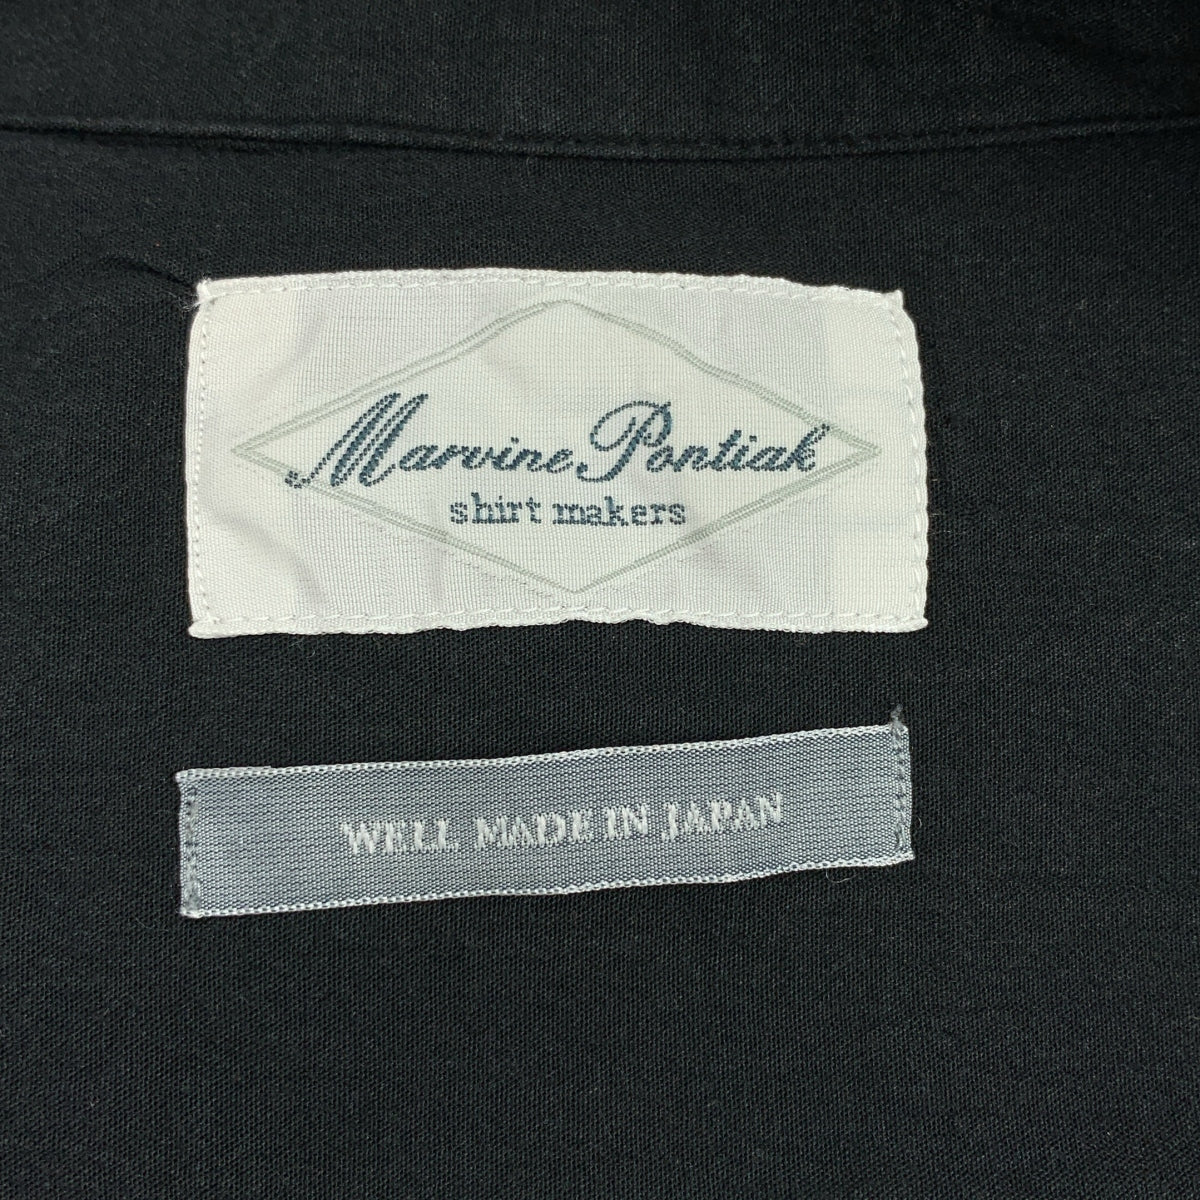 Marvine Pontiak
shirt makers
WELL MADE IN JAPAN